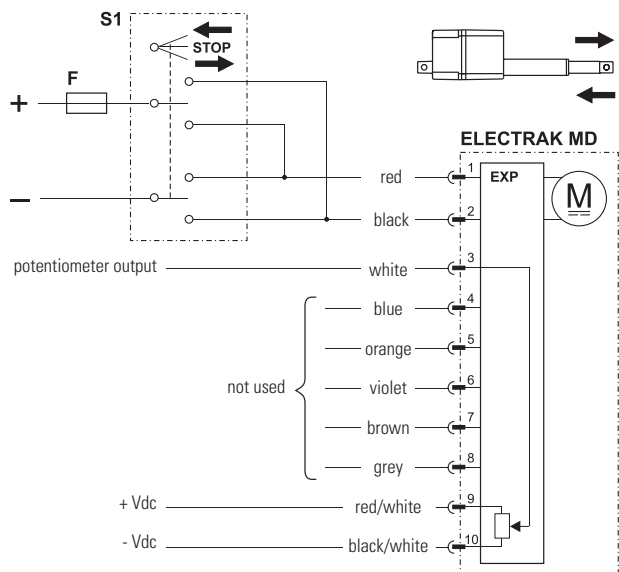 S1
STOP
F
+
–
ELECTRAK MD
EXP
M
red 1
black 2
potentiometer output white 3
blue 4
orange 5
not used violet 6
brown 7
grey 8
+ Vdc red/white 9
- Vdc black/white 10